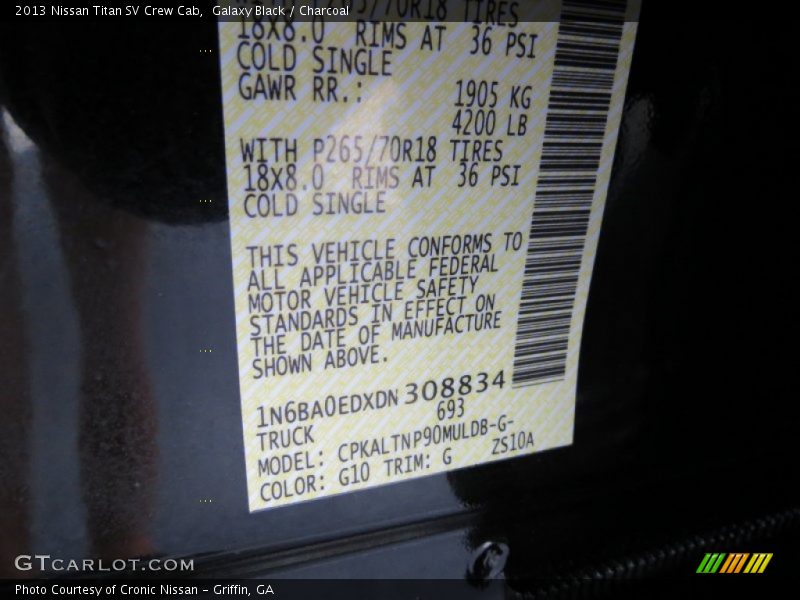 2013 Nissan Titan SV Crew Cab,  Galaxy Black / Charcoal
/70R18 TIRES
18X8.0 RIMS AT 36 PSI
COLD SINGLE
GAWR RR.: 1905 KG
4200 LB
WITH P265/70R18 TIRES
18X8.0 RIMS AT 36 PSI
COLD SINGLE
THIS VEHICLE CONFORMS TO
ALL APPLICABLE FEDERAL
MOTOR VEHICLE SAFETY
STANDARDS IN EFFECT ON
THE DATE OF MANUFACTURE
SHOWN ABOVE.
1N6BA0EDXDN308834
TRUCK 693
MODEL: CPKALTNP90MULDB-G-
COLOR: G10 TRIM: G ZS10A
GTCARLOT.COM
Photo Courtesy of Cronic Nissan - Griffin, GA